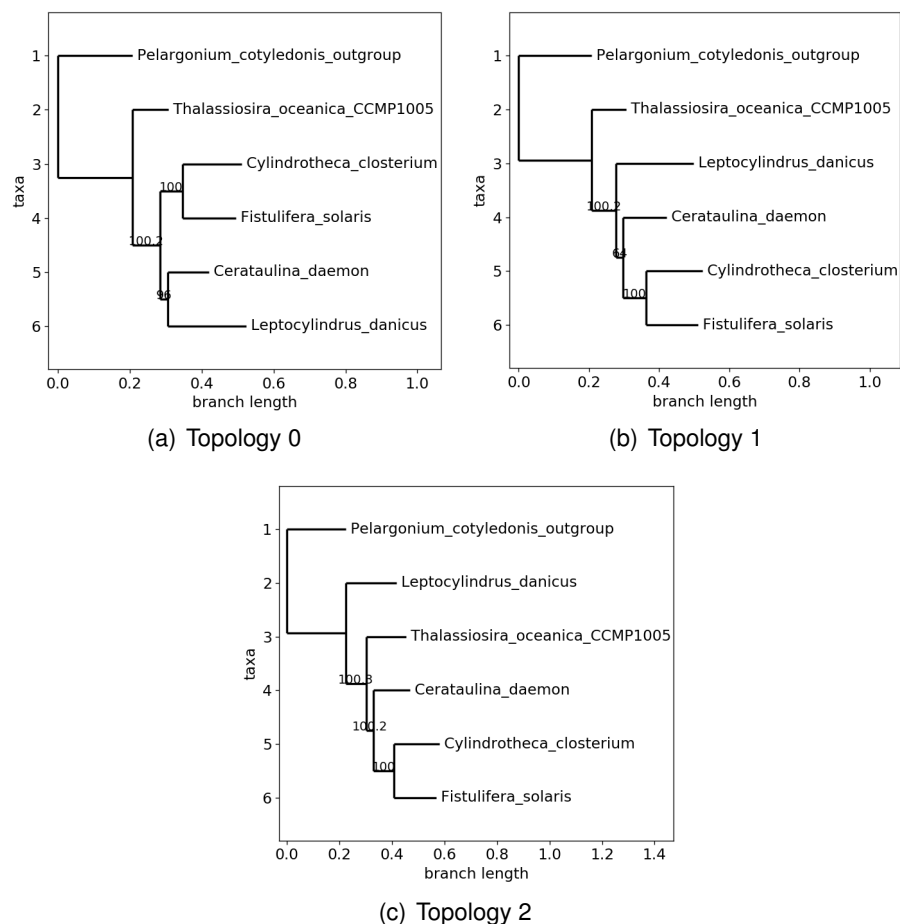 1
Pelargonium_cotyledonis_outgroup
2
Thalassiosira_oceanica_CCMP1005
3
Cylindrotheca_closterium
100
4
Fistulifera_solaris
100.2
5
Cerataulina_daemon
96
6
Leptocylindrus_danicus
taxa
0.0 0.2 0.4 0.6 0.8 1.0
branch length
(a) Topology 0
1
Pelargonium_cotyledonis_outgroup
2
Thalassiosira_oceanica_CCMP1005
3
Leptocylindrus_danicus
100.2
4
Cerataulina_daemon
64
5
Cylindrotheca_closterium
100
6
Fistulifera_solaris
taxa
0.0 0.2 0.4 0.6 0.8 1.0
branch length
(b) Topology 1
1
Pelargonium_cotyledonis_outgroup
2
Leptocylindrus_danicus
3
Thalassiosira_oceanica_CCMP1005
100.3
4
Cerataulina_daemon
100.2
5
Cylindrotheca_closterium
100
6
Fistulifera_solaris
taxa
0.0 0.2 0.4 0.6 0.8 1.0 1.2 1.4
branch length
(c) Topology 2